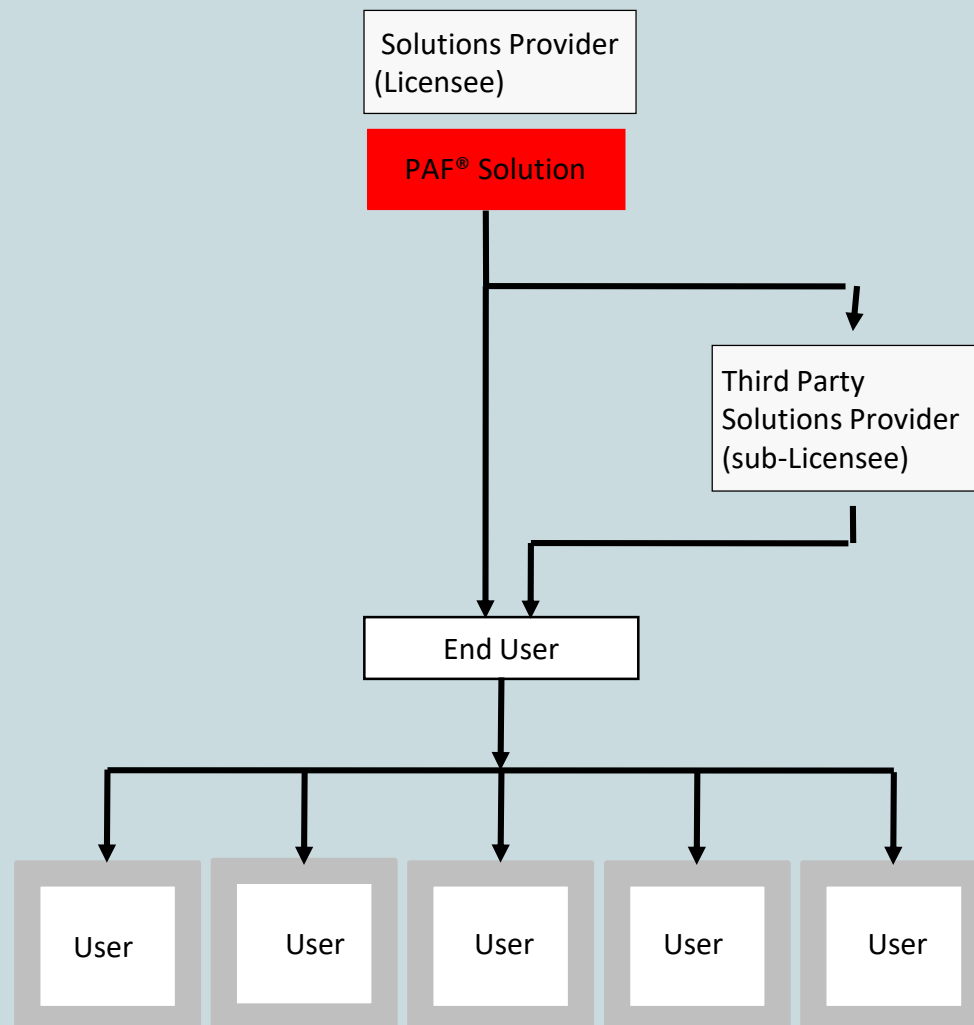 Solutions Provider
(Licensee)
PAF® Solution
Third Party
Solutions Provider
(sub-Licensee)
End User
User
User
User
User
User